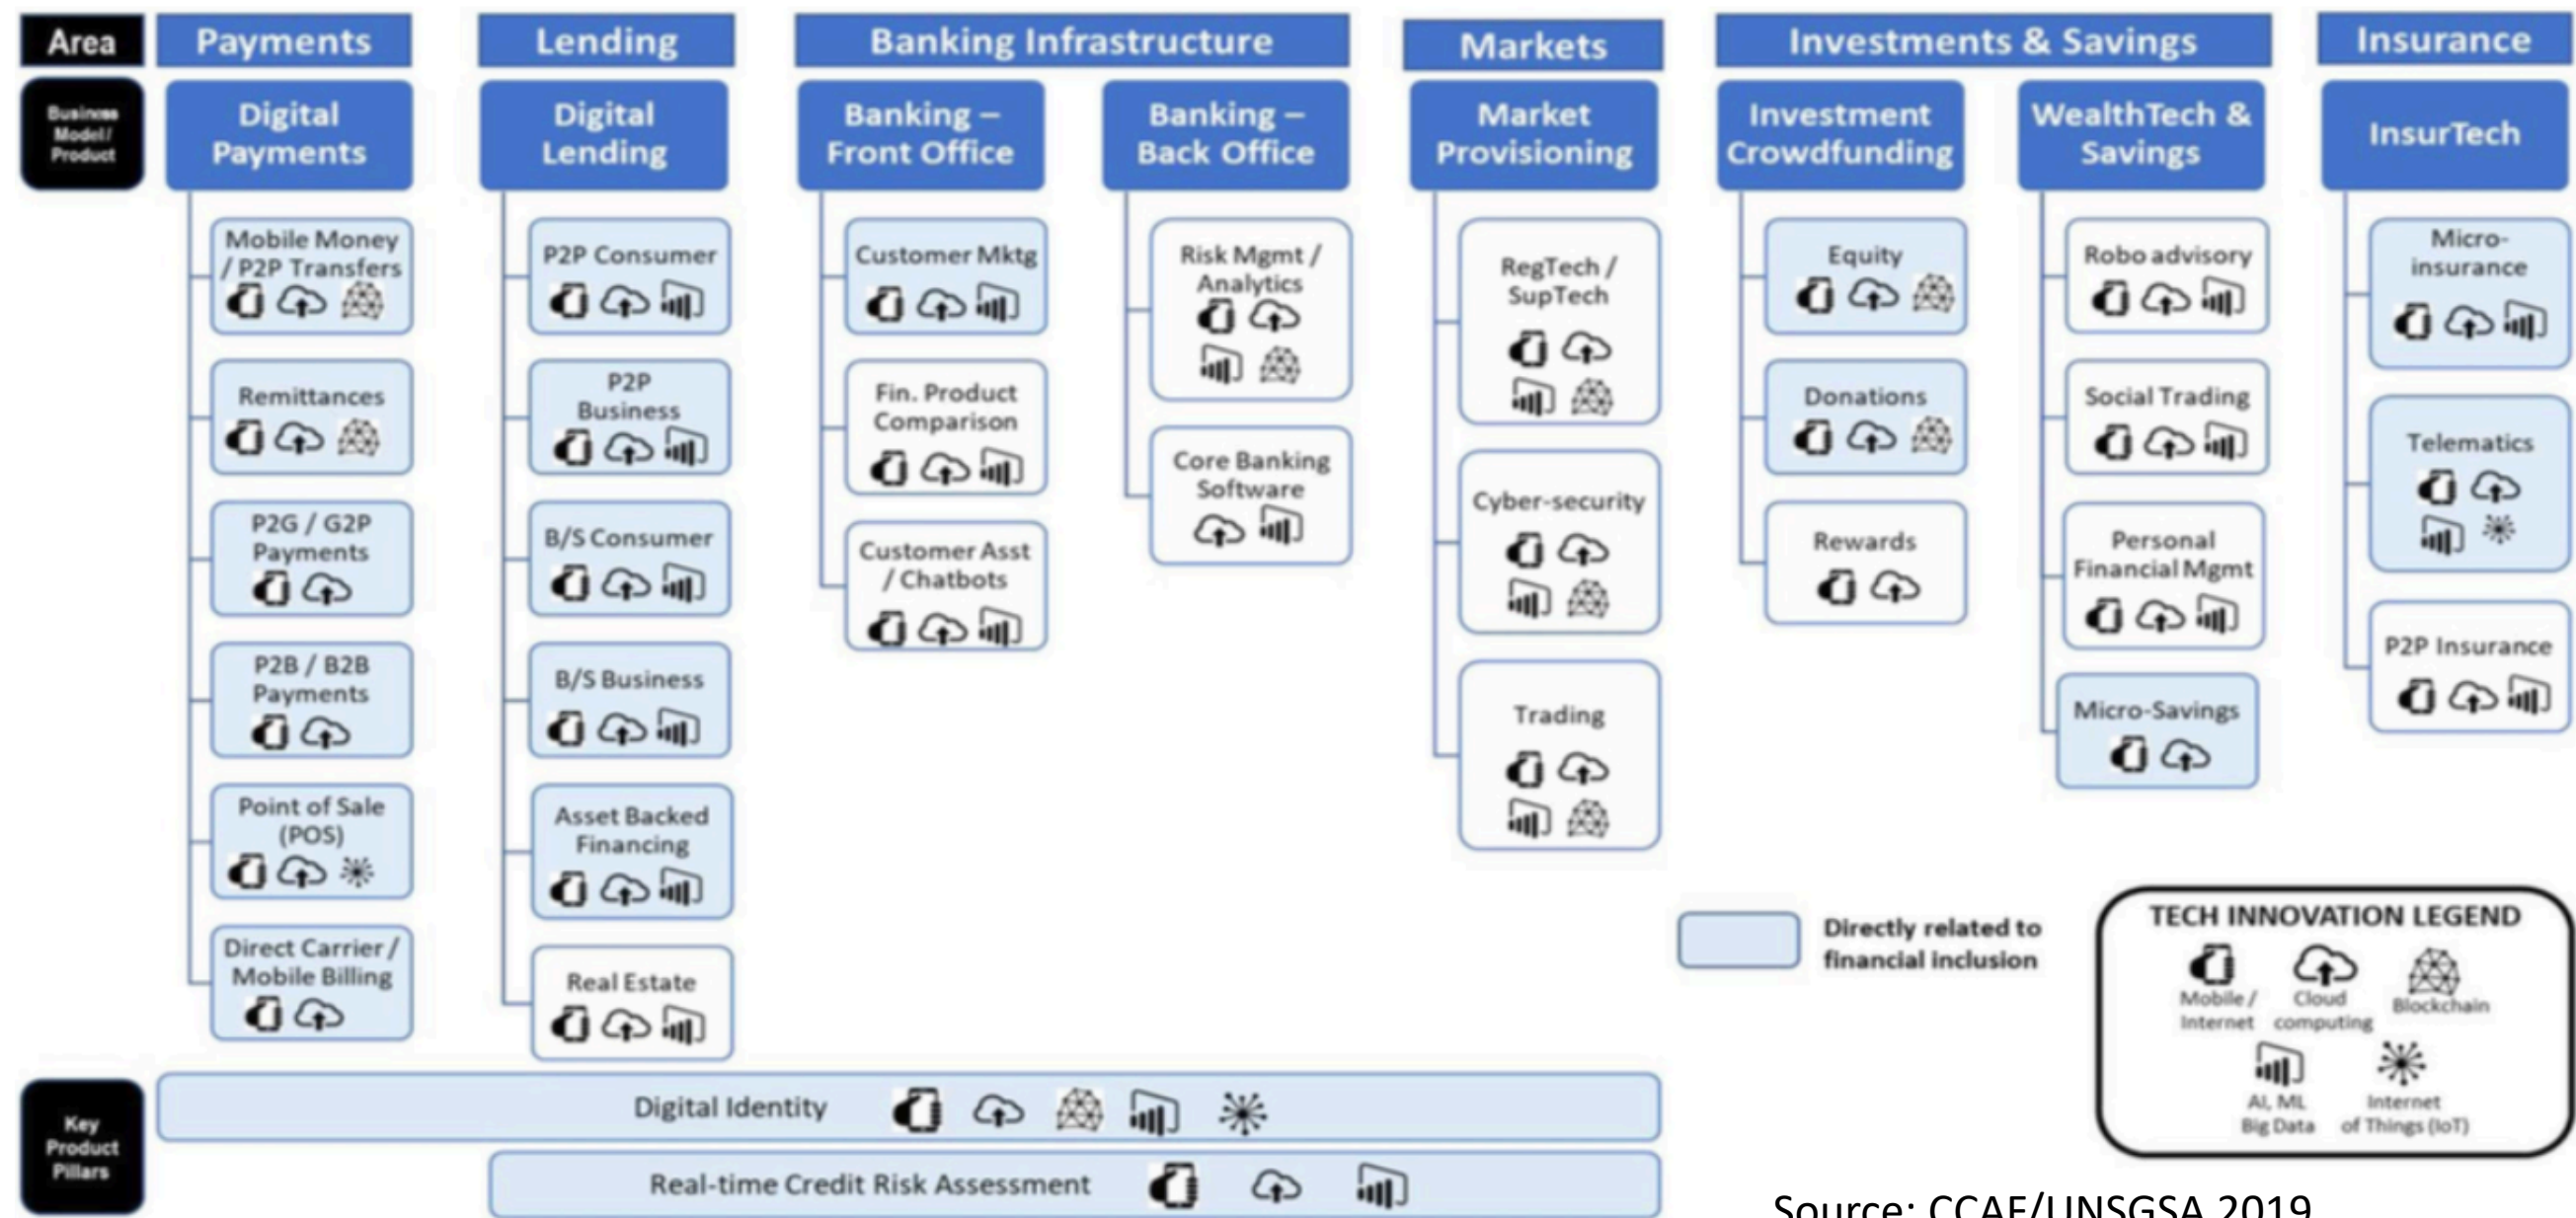 Area
Payments
Lending
Banking Infrastructure
Markets
Investments & Savings
Insurance
Business
Model/
Product
Digital
Payments
Digital
Lending
Banking –
Front Office
Banking –
Back Office
Market
Provisioning
Investment
Crowdfunding
WealthTech &
Savings
InsurTech
Mobile Money
/ P2P Transfers
Remittances
P2G / G2P
Payments
P2B / B2B
Payments
Point of Sale
(POS)
Direct Carrier /
Mobile Billing
P2P Consumer
P2P
Business
B/S Consumer
B/S Business
Asset Backed
Financing
Real Estate
Customer Mktg
Fin. Product
Comparison
Customer Asst
/ Chatbots
Risk Mgmt /
Analytics
Core Banking
Software
RegTech /
SupTech
Cyber-security
Trading
Equity
Donations
Rewards
Robo advisory
Social Trading
Personal
Financial Mgmt
Micro-Savings
Micro-
insurance
Telematics
P2P Insurance
Directly related to
financial inclusion
TECH INNOVATION LEGEND
Mobile /
Internet
Cloud
computing
Blockchain
AI, ML
Big Data
Internet
of Things (IoT)
Key
Product
Pillars
Digital Identity
Real-time Credit Risk Assessment
Source: CCAF/UNSGSA 2019